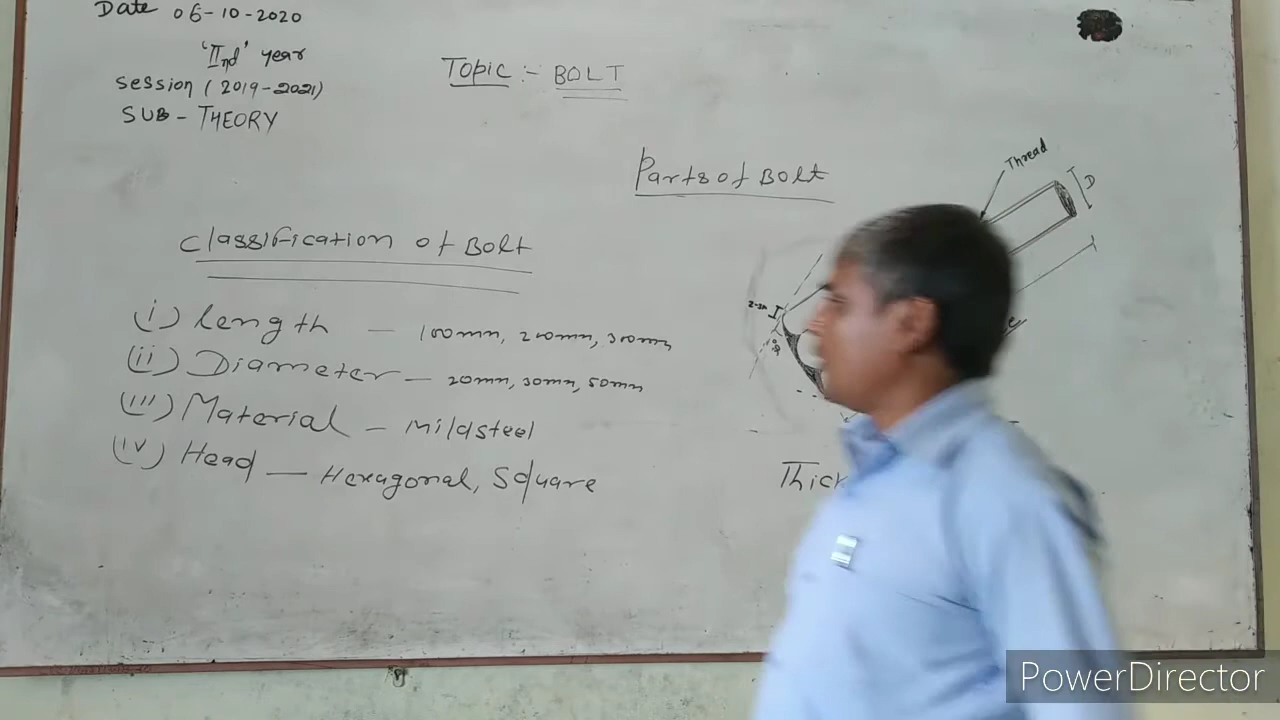 Date 06-10-2020
'IInd' year
Session (2019-2021)
SUB - THEORY
Topic :- BOLT
Parts of Bolt
Thread
D
Classification of Bolt
(i) length - 100mm, 200mm, 300mm
(ii) Diameter - 20mm, 30mm, 50mm
(iii) Material - Mildsteel
(iv) Head - Hexagonal, Square
Thick
PowerDirector